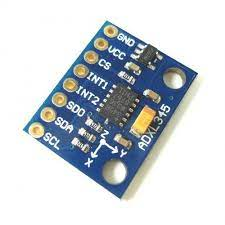 GND
VCC
CS
INT1
INT2
SDO
SDA
SCL
ADXL345
Z
Y
X